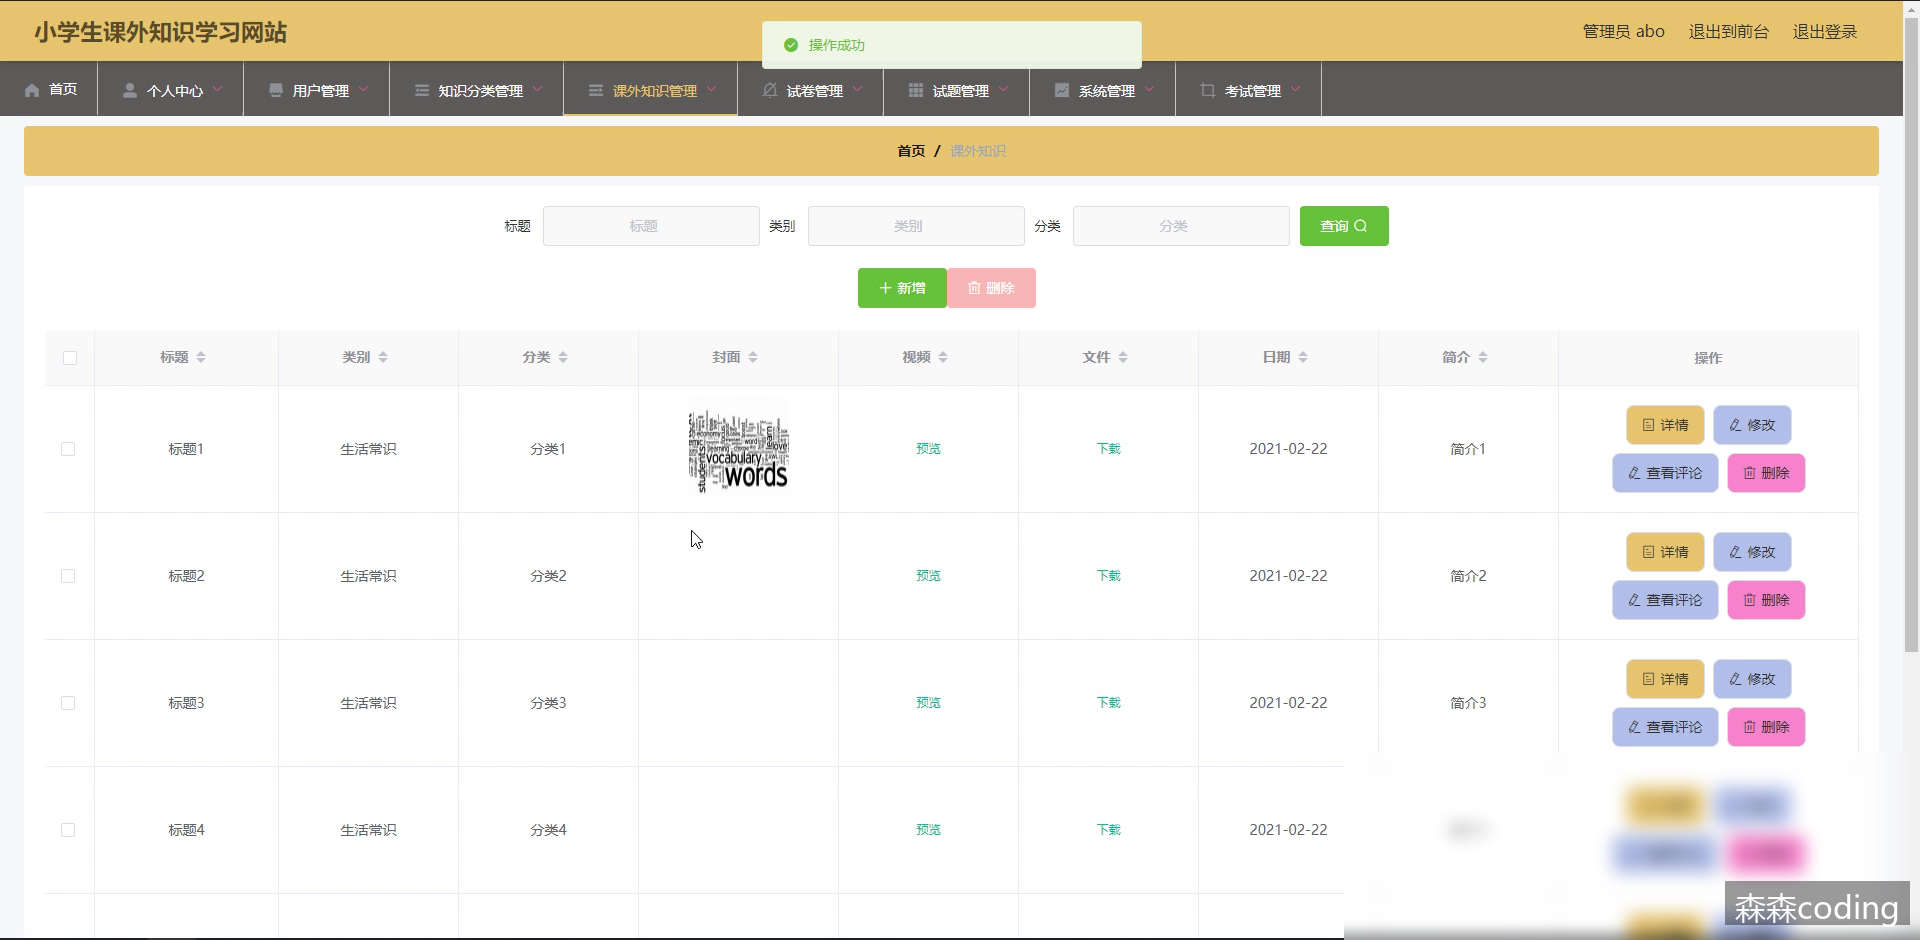 小学生课外知识学习网站
操作成功
管理员 abo 退出到前台 退出登录
首页 个人中心 用户管理 知识分类管理 课外知识管理 试卷管理 试题管理 系统管理 考试管理
首页 / 课外知识
标题 标题 类别 类别 分类 分类 查询
新增 删除
标题 类别 分类 封面 视频 文件 日期 简介 操作
标题1 生活常识 分类1 vocabulary words students 预览 下载 2021-02-22 简介1 详情 修改
查看评论 删除
标题2 生活常识 分类2 预览 下载 2021-02-22 简介2 详情 修改
查看评论 删除
标题3 生活常识 分类3 预览 下载 2021-02-22 简介3 详情 修改
查看评论 删除
标题4 生活常识 分类4 预览 下载 2021-02-22
森森coding